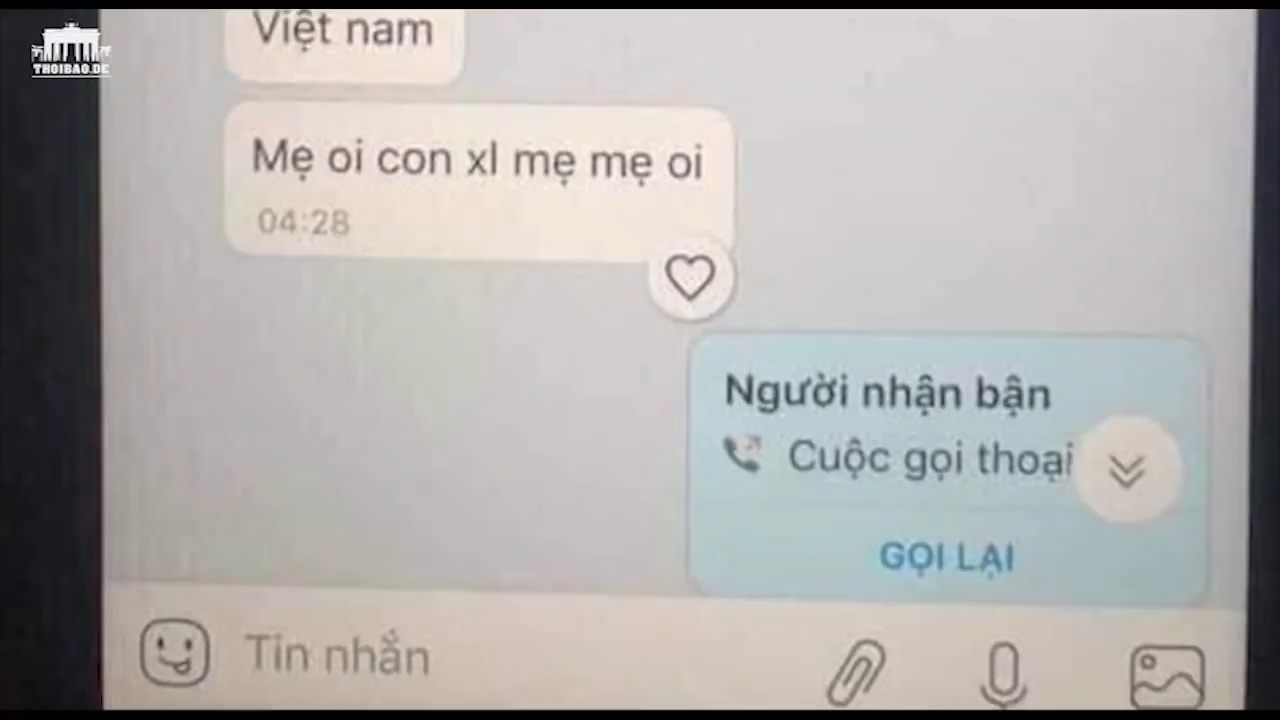 THOIBAO.DE
Việt nam
Mẹ oi con xl mẹ mẹ oi
04:28
Người nhận bận
Cuộc gọi thoại
GỌI LẠI
Tin nhắn